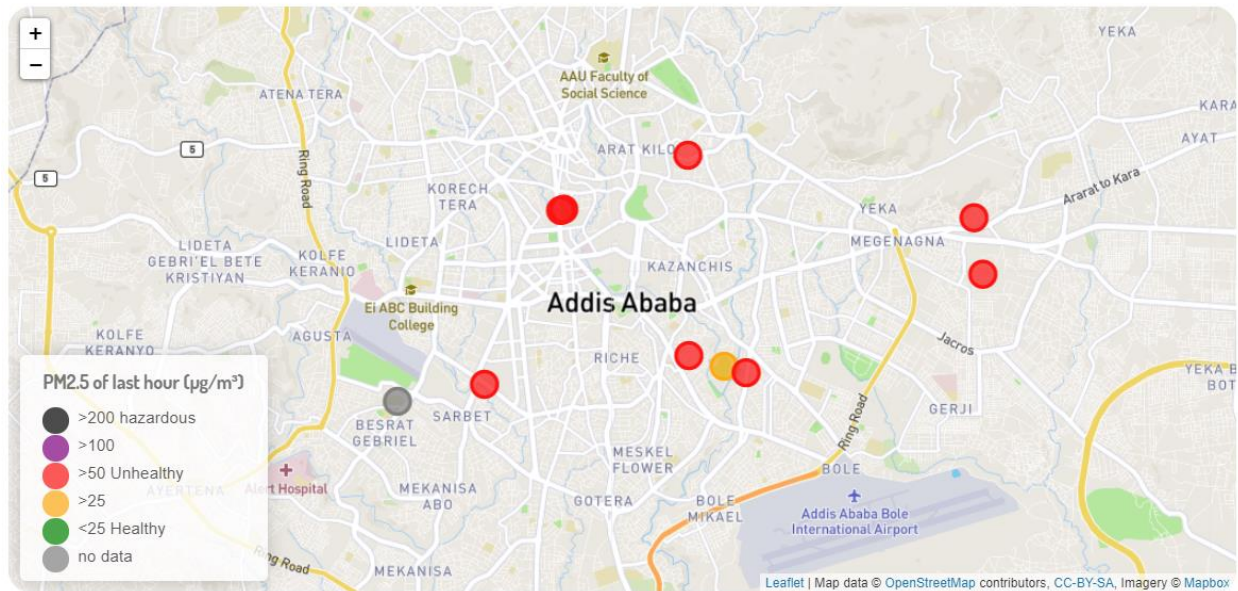 +
−
YEKA
AAU Faculty of
Social Science
ATENA TERA
KARA
AYAT
5
5
Ring Road
ARAT KILO
KORECH
TERA
Ararat to Kara
YEKA
LIDETA
GEBRI'EL BETE
KRISTIYAN
KOLFE
KERANIO
LIDETA
MEGENAGNA
KAZANCHIS
Ei ABC Building
College
Addis Ababa
KOLFE
KERANYO
AGUSTA
RICHE
Jacros
YEKA B
BOT
PM2.5 of last hour (µg/m³)
>200 hazardous
>100
>50 Unhealthy
>25
<25 Healthy
no data
BESRAT
GEBRIEL
SARBET
GERJI
Ring Road
MESKEL
FLOWER
BOLE
AYERTENA
Alert Hospital
MEKANISA
ABO
GOTERA
BOLE
MIKAEL
Addis Ababa Bole
International Airport
Ring Road
MEKANISA
Leaflet | Map data © OpenStreetMap contributors, CC-BY-SA, Imagery © Mapbox